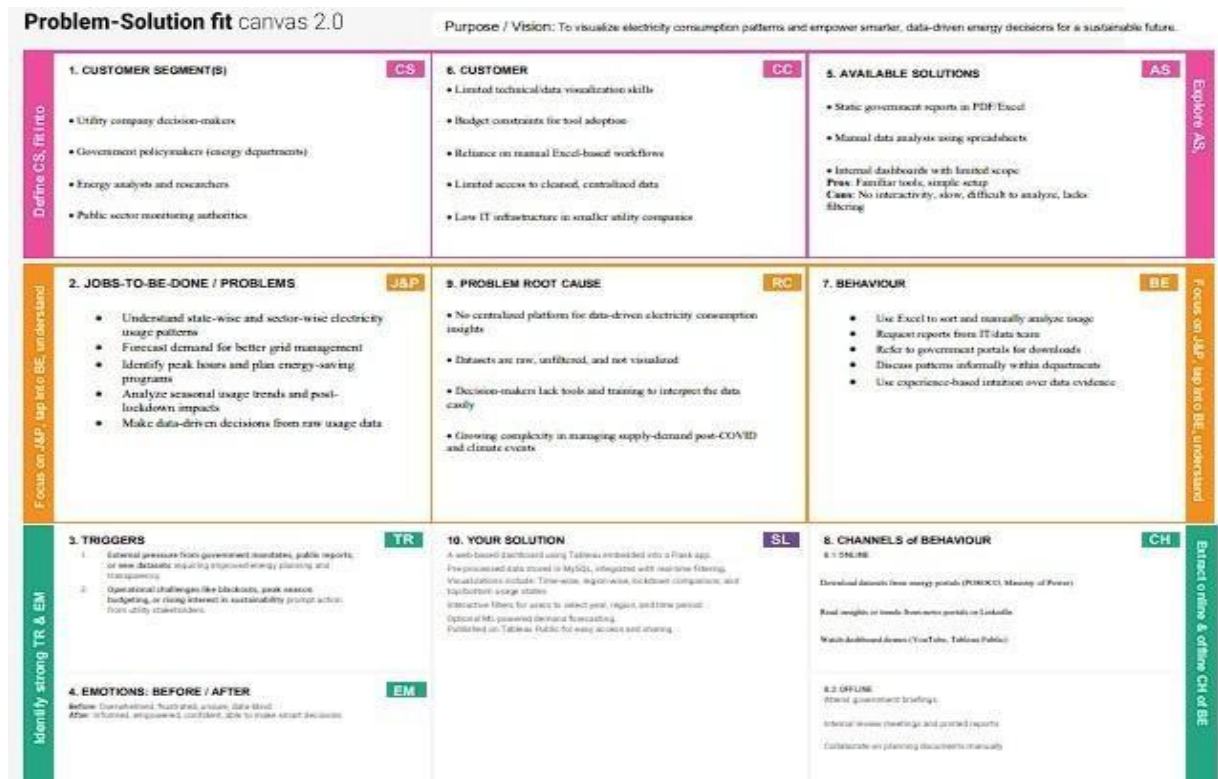 Problem-Solution fit canvas 2.0
Purpose / Vision: To visualize electricity consumption patterns and empower smarter, data-driven energy decisions for a sustainable future.
Define CS, fit into
1. CUSTOMER SEGMENT(S)
CS
• Utility company decision-makers
• Government policymakers (energy departments)
• Energy analysts and researchers
• Public sector monitoring authorities
6. CUSTOMER
CC
• Limited technical/data visualization skills
• Budget constraints for tool adoption
• Reliance on manual Excel-based workflows
• Limited access to cleaned, centralized data
• Low IT infrastructure in smaller utility companies
5. AVAILABLE SOLUTIONS
AS
• Static government reports in PDF/Excel
• Manual data analysis using spreadsheets
• Internal dashboards with limited scope
Pros: Familiar tools, simple setup
Cons: No interactivity, slow, difficult to analyze, lacks
filtering
Explore AS,
Focus on J&P, tap into BE, understand
2. JOBS-TO-BE-DONE / PROBLEMS
J&P
• Understand state-wise and sector-wise electricity
usage patterns
• Forecast demand for better grid management
• Identify peak hours and plan energy-saving
programs
• Analyze seasonal usage trends and post-
lockdown impacts
• Make data-driven decisions from raw usage data
9. PROBLEM ROOT CAUSE
RC
• No centralized platform for data-driven electricity consumption
insights
• Datasets are raw, unfiltered, and not visualized
• Decision-makers lack tools and training to interpret the data
easily
• Growing complexity in managing supply-demand post-COVID
and climate events
7. BEHAVIOUR
BE
• Use Excel to sort and manually analyze usage
• Request reports from IT/data team
• Refer to government portals for downloads
• Discuss patterns informally within departments
• Use experience-based intuition over data evidence
Focus on J&P, tap into BE, understand
Identify strong TR & EM
3. TRIGGERS
TR
1. External pressure from government mandates, public reports,
or new datasets requiring improved energy planning and
transparency.
2. Operational challenges like blackouts, peak season
budgeting, or rising interest in sustainability prompt action
from utility stakeholders.
4. EMOTIONS: BEFORE / AFTER
EM
Before: Overwhelmed, frustrated, unsure, data-blind
After: Informed, empowered, confident, able to make smart decisions
10. YOUR SOLUTION
SL
A web-based dashboard using Tableau embedded into a Flask app.
Pre-processed data stored in MySQL, integrated with real-time filtering.
Visualizations include: Time-wise, region-wise, lockdown comparison, and
top/bottom usage states
Interactive filters for users to select year, region, and time period
Optional ML-powered demand forecasting.
Published on Tableau Public for easy access and sharing.
8. CHANNELS of BEHAVIOUR
CH
8.1 ONLINE
Download datasets from energy portals (POSOCO, Ministry of Power)
Read insights or trends from news portals or LinkedIn
Watch dashboard demos (YouTube, Tableau Public)
8.2 OFFLINE
Attend government briefings
Internal review meetings and printed reports
Collaborate on planning documents manually
Extract online & offline CH of BE